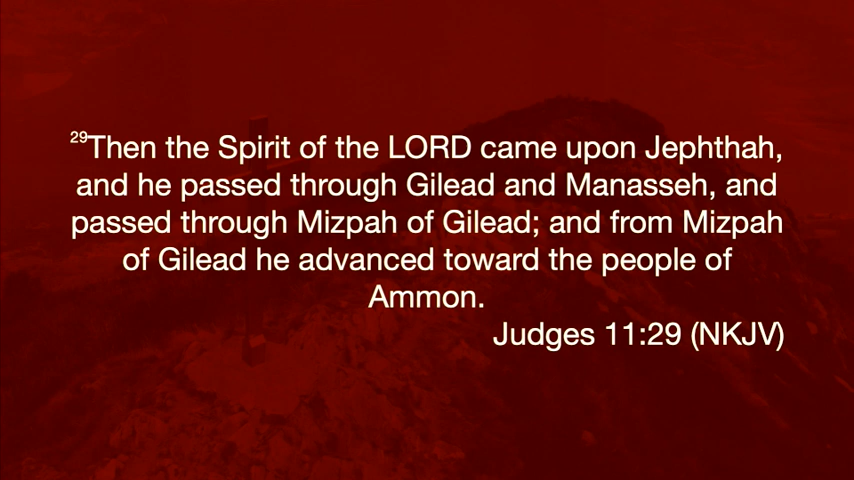 29Then the Spirit of the LORD came upon Jephthah,
and he passed through Gilead and Manasseh, and
passed through Mizpah of Gilead; and from Mizpah
of Gilead he advanced toward the people of
Ammon.
Judges 11:29 (NKJV)